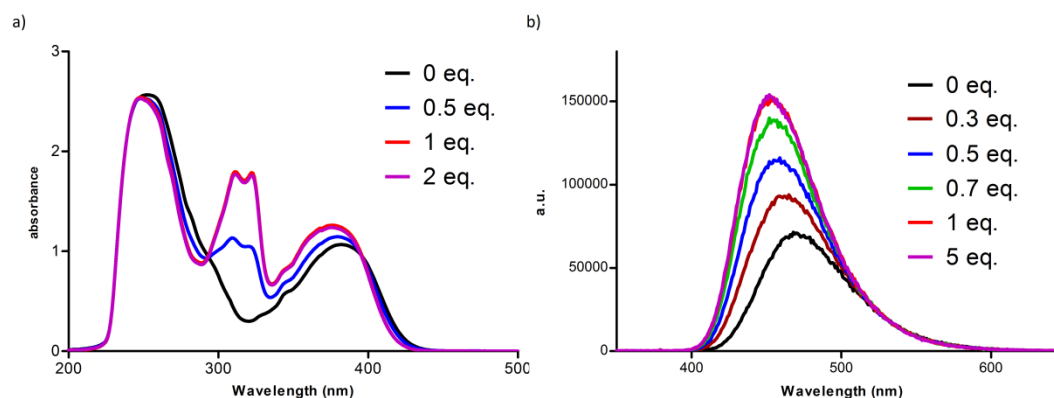 a)
3
2
1
0
absorbance
0 eq.
0.5 eq.
1 eq.
2 eq.
200
300
400
500
Wavelength (nm)
b)
150000
100000
50000
0
a.u.
0 eq.
0.3 eq.
0.5 eq.
0.7 eq.
1 eq.
5 eq.
400
500
600
Wavelength (nm)